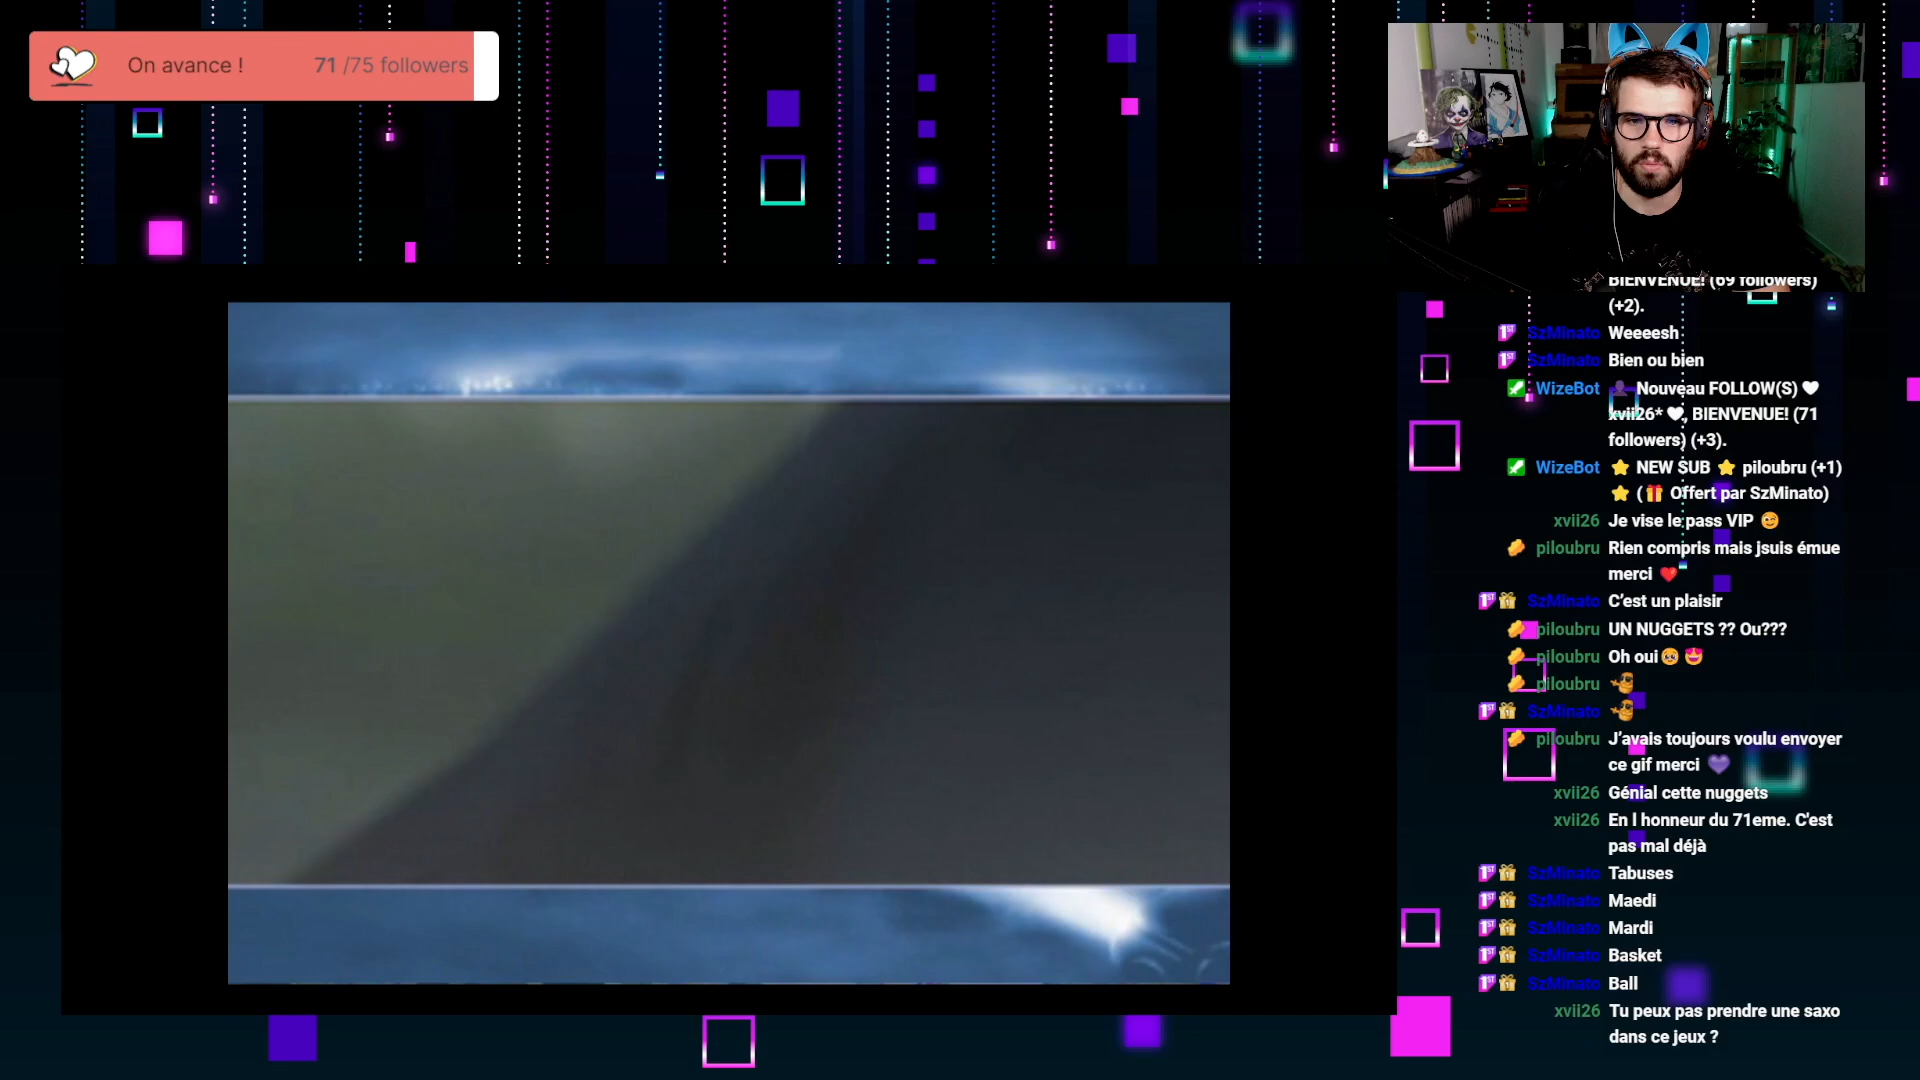 On avance !
71 /75 followers
BIENVENUE! (69 followers)
(+2).
SzMinato Weeeesh
SzMinato Bien ou bien
WizeBot 👤 Nouveau FOLLOW(S) 🤍
xvii26* 🤍, BIENVENUE! (71
followers) (+3).
WizeBot ⭐ NEW SUB ⭐ piloubru (+1)
⭐ (🎁 Offert par SzMinato)
xvii26 Je vise le pass VIP 😉
piloubru Rien compris mais jsuis émue
merci ❤️
SzMinato C’est un plaisir
piloubru UN NUGGETS ?? Ou???
piloubru Oh oui🥹 😍
piloubru
SzMinato
piloubru J’avais toujours voulu envoyer
ce gif merci 💜
xvii26 Génial cette nuggets
xvii26 En l honneur du 71eme. C'est
pas mal déjà
SzMinato Tabuses
SzMinato Maedi
SzMinato Mardi
SzMinato Basket
SzMinato Ball
xvii26 Tu peux pas prendre une saxo
dans ce jeux ?